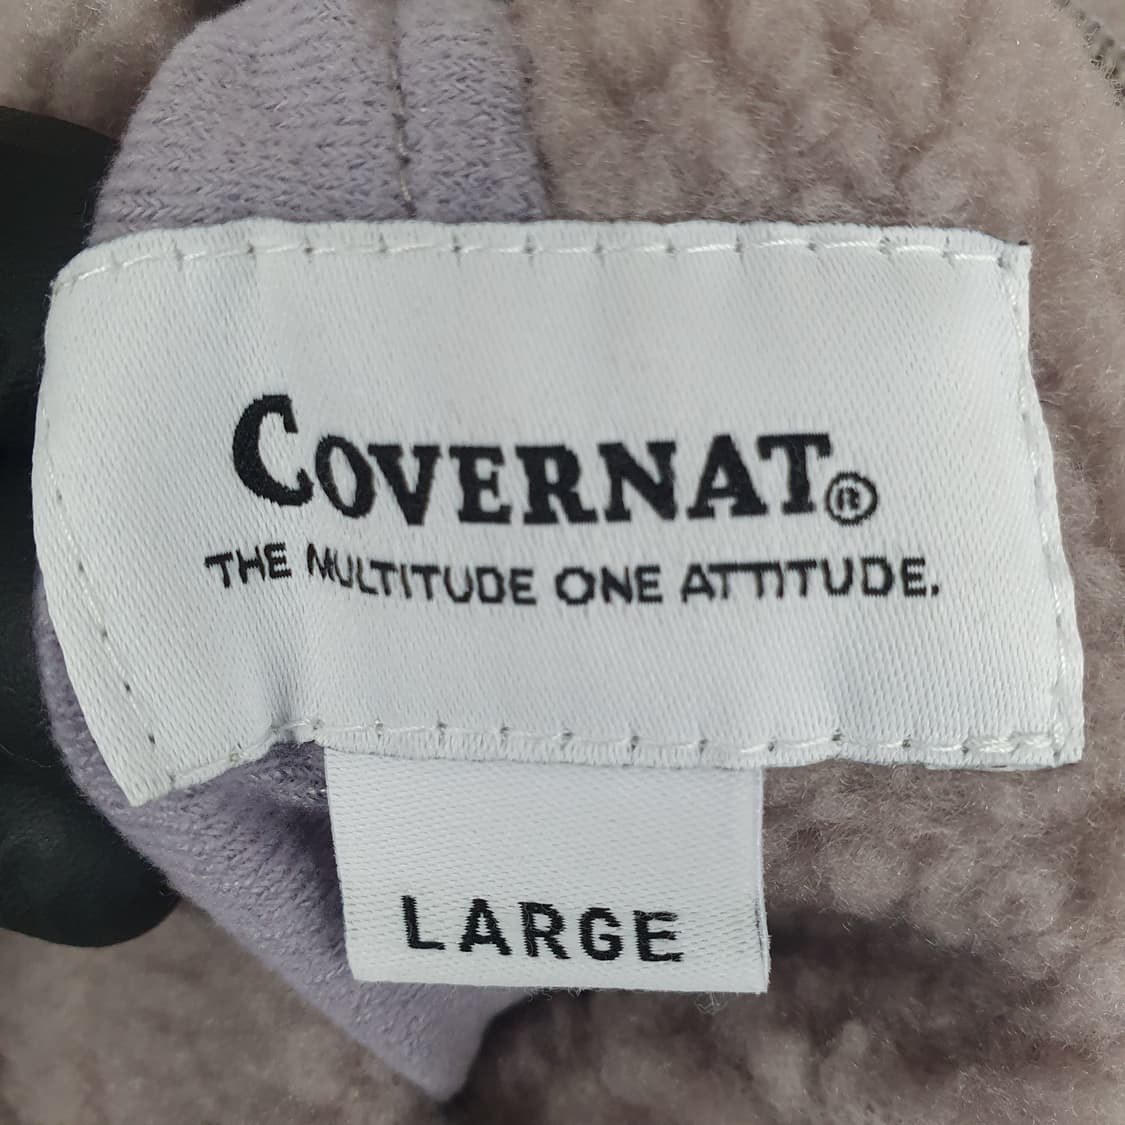 COVERNAT®
THE MULTITUDE ONE ATTITUDE.
LARGE